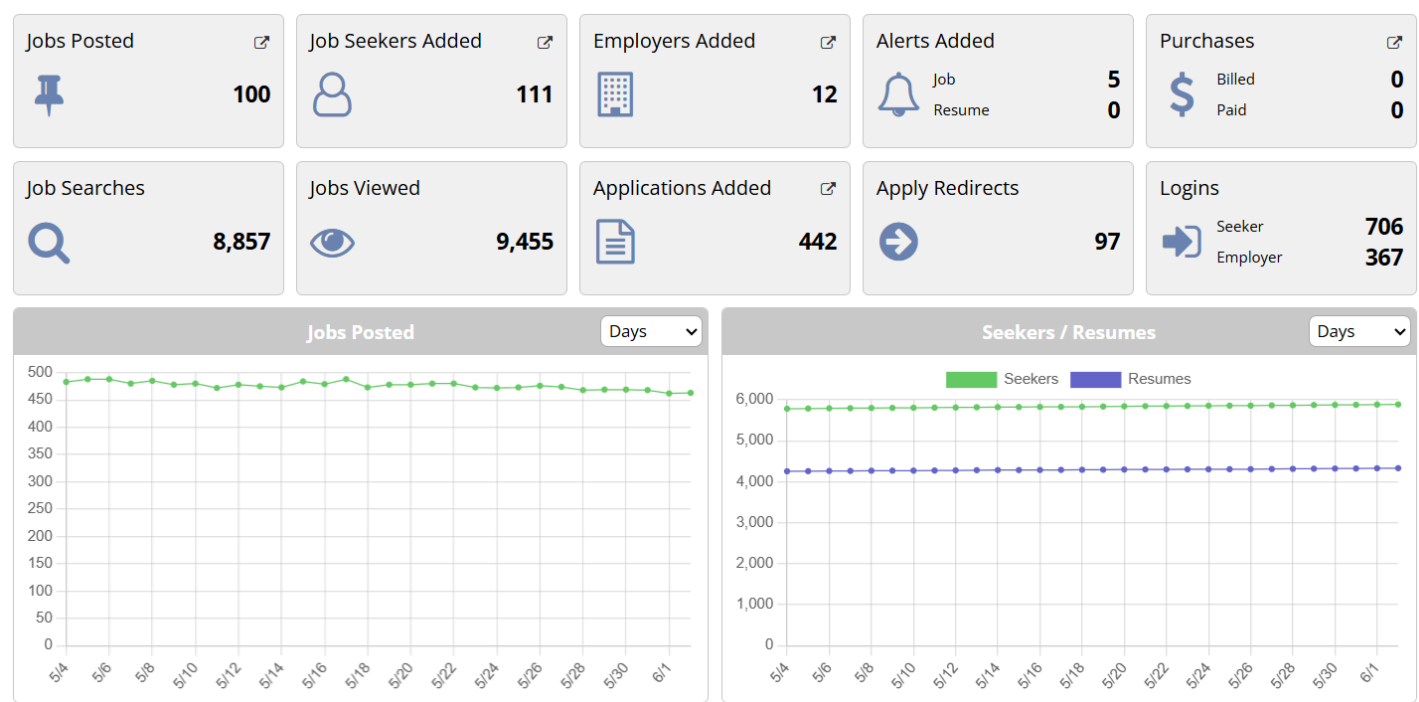 Jobs Posted
100
Job Seekers Added
111
Employers Added
12
Alerts Added
Job 5
Resume 0
Purchases
Billed 0
Paid 0
Job Searches
8,857
Jobs Viewed
9,455
Applications Added
442
Apply Redirects
97
Logins
Seeker 706
Employer 367
Jobs Posted
Days
500
450
400
350
300
250
200
150
100
50
0
5/4 5/6 5/8 5/10 5/12 5/14 5/16 5/18 5/20 5/22 5/24 5/26 5/28 5/30 6/1
Seekers / Resumes
Days
Seekers Resumes
6,000
5,000
4,000
3,000
2,000
1,000
0
5/4 5/6 5/8 5/10 5/12 5/14 5/16 5/18 5/20 5/22 5/24 5/26 5/28 5/30 6/1